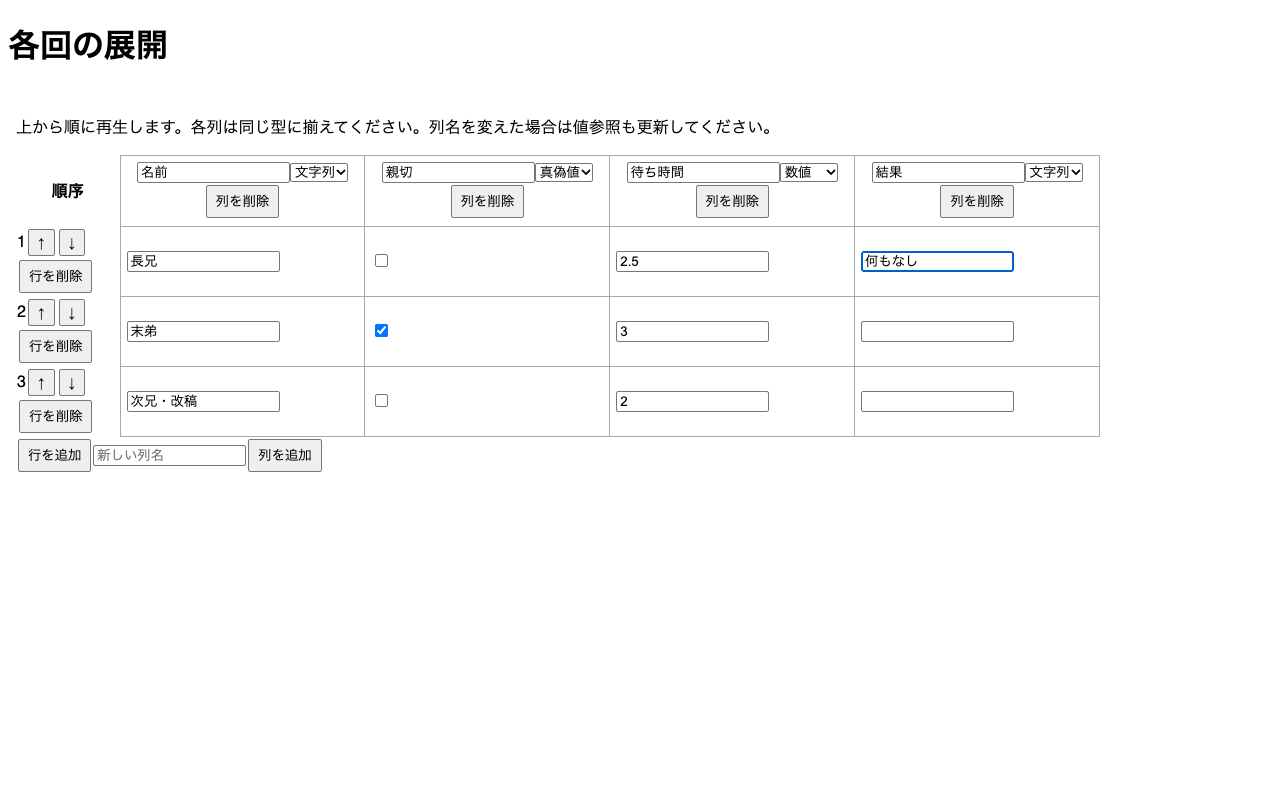 各回の展開
上から順に再生します。各列は同じ型に揃えてください。列名を変えた場合は値参照も更新してください。
順序
名前 文字列 親切 真偽値 待ち時間 数値 結果 文字列
列を削除 列を削除 列を削除 列を削除
1 ↑ ↓
行を削除
長兄 2.5 何もなし
2 ↑ ↓
行を削除
末弟 3
3 ↑ ↓
行を削除
次兄・改稿 2
行を追加 新しい列名 列を追加